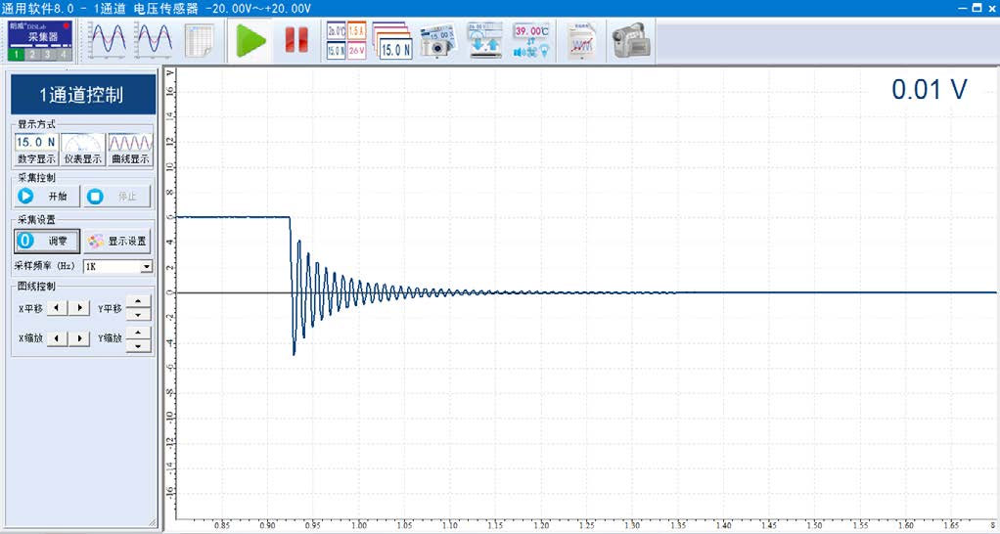 通用软件8.0 - 1通道 电压传感器 -20.00V～+20.00V
朗威®DISLab
采集器
1 2 3 4
15.0 N
26 V
15.0 N
15 00
39.00℃
1通道控制
显示方式
15.0 N
数字显示 仪表显示 曲线显示
采集控制
开始 停止
采集设置
0 调零 显示设置
采样频率 (Hz) 1K
图线控制
X平移 Y平移
X缩放 Y缩放
0.01 V
V
16
14
12
10
8
6
4
2
0
-2
-4
-6
-8
-10
-12
-14
-16
0.85 0.90 0.95 1.00 1.05 1.10 1.15 1.20 1.25 1.30 1.35 1.40 1.45 1.50 1.55 1.60 1.65 s